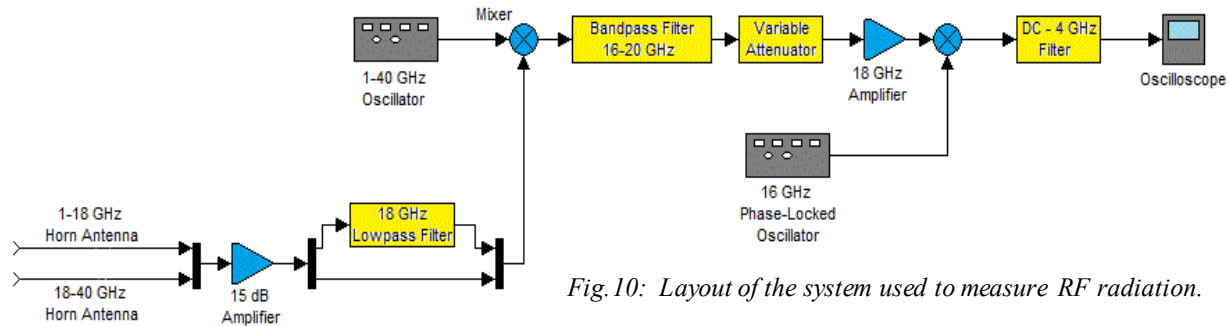 Mixer
1-40 GHz
Oscillator
Bandpass Filter
16-20 GHz
Variable
Attenuator
18 GHz
Amplifier
DC - 4 GHz
Filter
Oscilloscope
16 GHz
Phase-Locked
Oscillator
1-18 GHz
Horn Antenna
18-40 GHz
Horn Antenna
15 dB
Amplifier
18 GHz
Lowpass Filter
Fig.10: Layout of the system used to measure RF radiation.